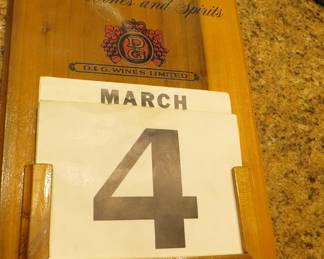 Wines and Spirits
D G
D.&G. WINES LIMITED
MARCH
4